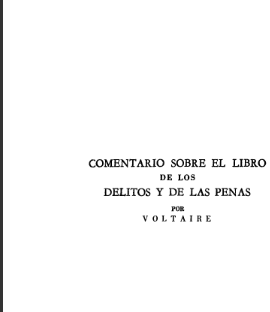 COMENTARIO SOBRE EL LIBRO
DE LOS
DELITOS Y DE LAS PENAS
POR
VOLTAIRE